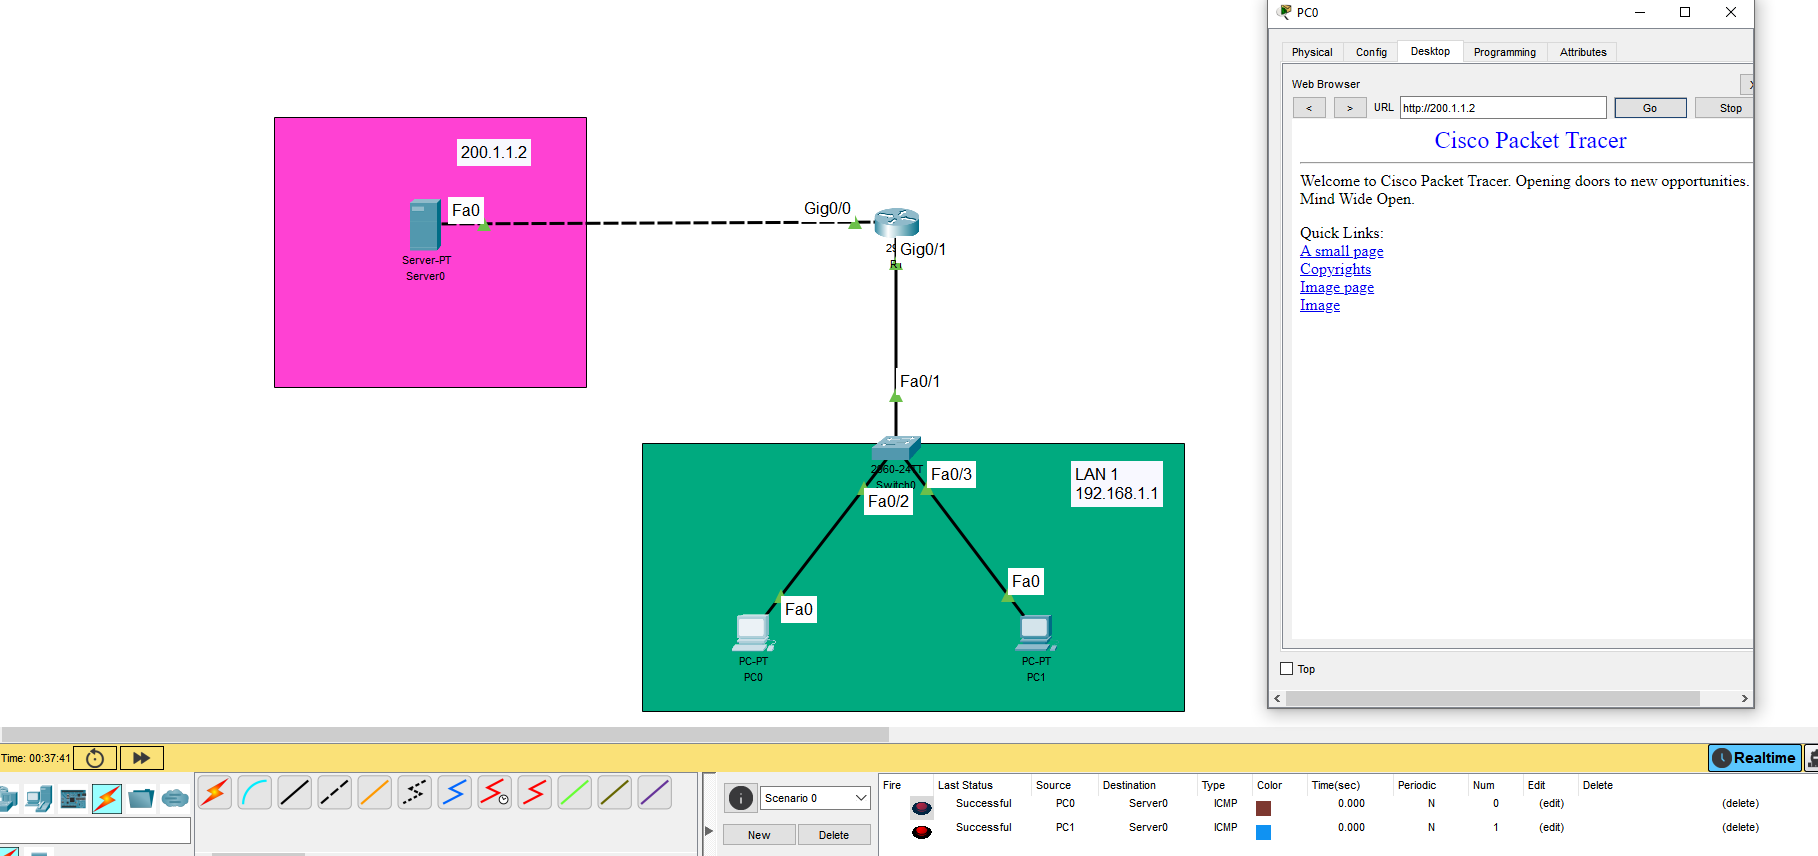 PC0
Physical Config Desktop Programming Attributes
Web Browser
X
< > URL http://200.1.1.2 Go Stop
Cisco Packet Tracer
Welcome to Cisco Packet Tracer. Opening doors to new opportunities.
Mind Wide Open.
Quick Links:
A small page
Copyrights
Image page
Image
Top
200.1.1.2
Fa0
Server-PT
Server0
Gig0/0
Gig0/1
Fa0/1
2960-24TT
Switch0
Fa0/3
Fa0/2
LAN 1
192.168.1.1
Fa0
Fa0
PC-PT
PC0
PC-PT
PC1
Time: 00:37:41
Realtime
Scenario 0
New Delete
Fire Last Status Source Destination Type Color Time(sec) Periodic Num Edit Delete
Successful PC0 Server0 ICMP 0.000 N 0 (edit) (delete)
Successful PC1 Server0 ICMP 0.000 N 1 (edit) (delete)